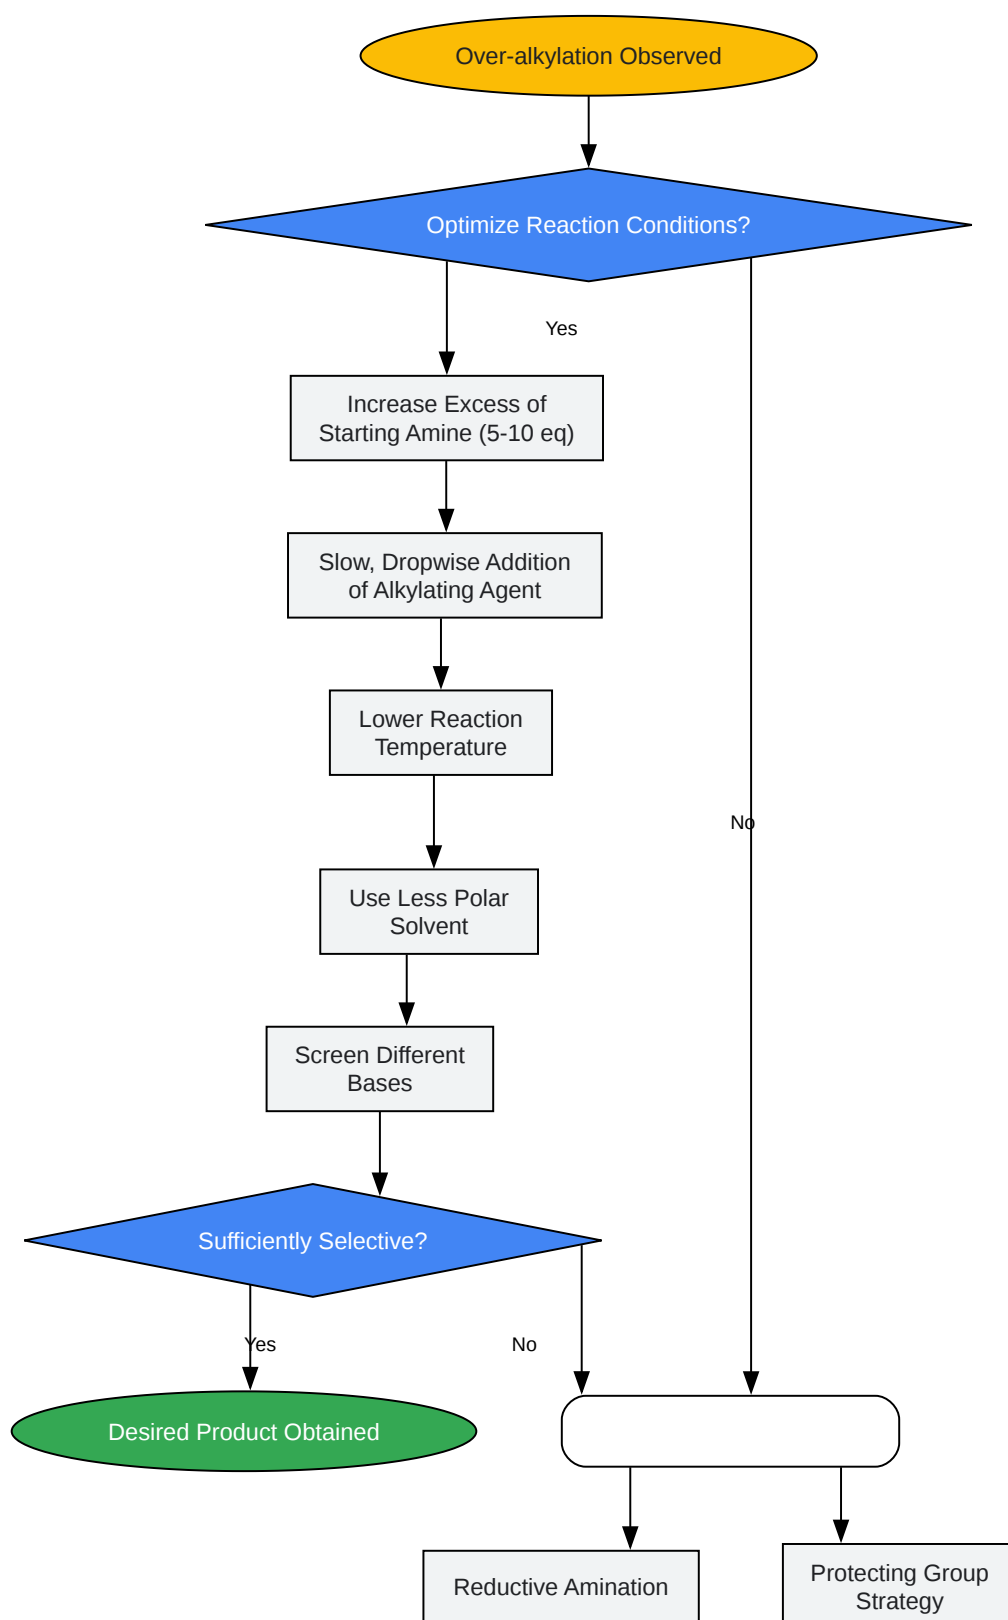 Over-alkylation Observed
Optimize Reaction Conditions?
Yes
Increase Excess of
Starting Amine (5-10 eq)
Slow, Dropwise Addition
of Alkylating Agent
Lower Reaction
Temperature
No
Use Less Polar
Solvent
Screen Different
Bases
Sufficiently Selective?
Yes
No
Desired Product Obtained
Reductive Amination
Protecting Group
Strategy